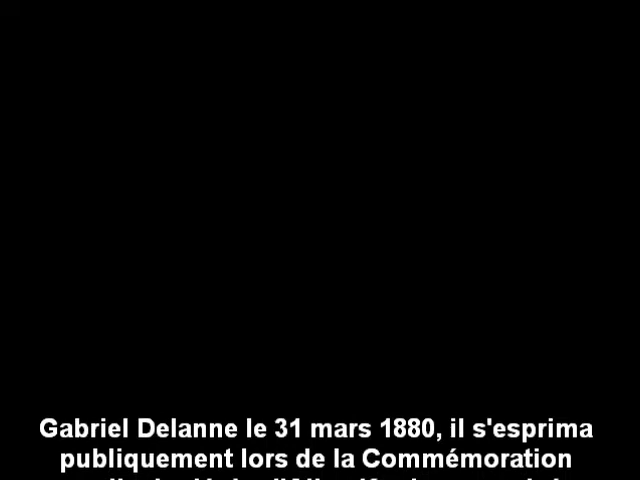 Gabriel Delanne le 31 mars 1880, il s'esprima
publiquement lors de la Commémoration